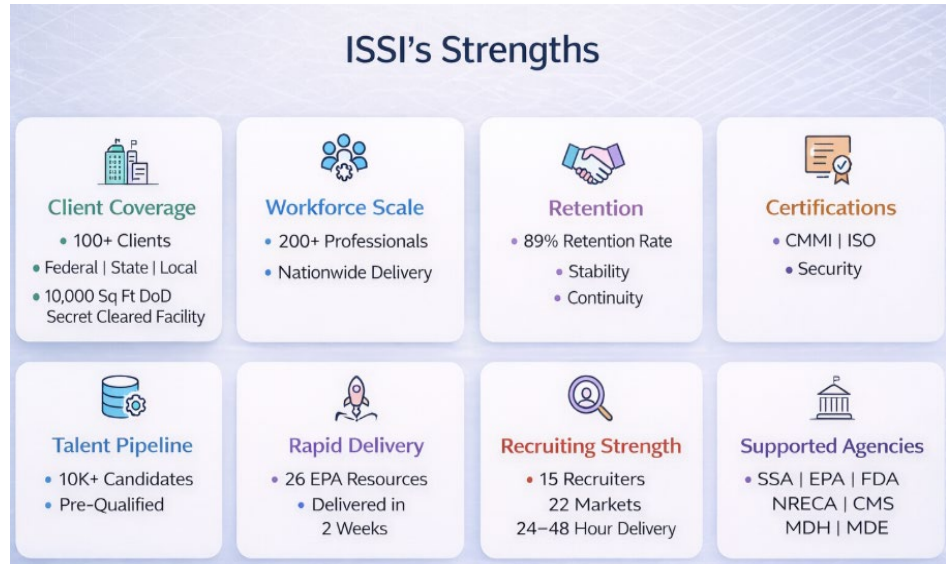 ISSI's Strengths
Client Coverage
• 100+ Clients
• Federal | State | Local
• 10,000 Sq Ft DoD
Secret Cleared Facility
Workforce Scale
• 200+ Professionals
• Nationwide Delivery
Retention
• 89% Retention Rate
• Stability
• Continuity
Certifications
• CMMI | ISO
• Security
Talent Pipeline
• 10K+ Candidates
• Pre-Qualified
Rapid Delivery
• 26 EPA Resources
• Delivered in
2 Weeks
Recruiting Strength
• 15 Recruiters
22 Markets
24–48 Hour Delivery
Supported Agencies
• SSA | EPA | FDA
NRECA | CMS
MDH | MDE